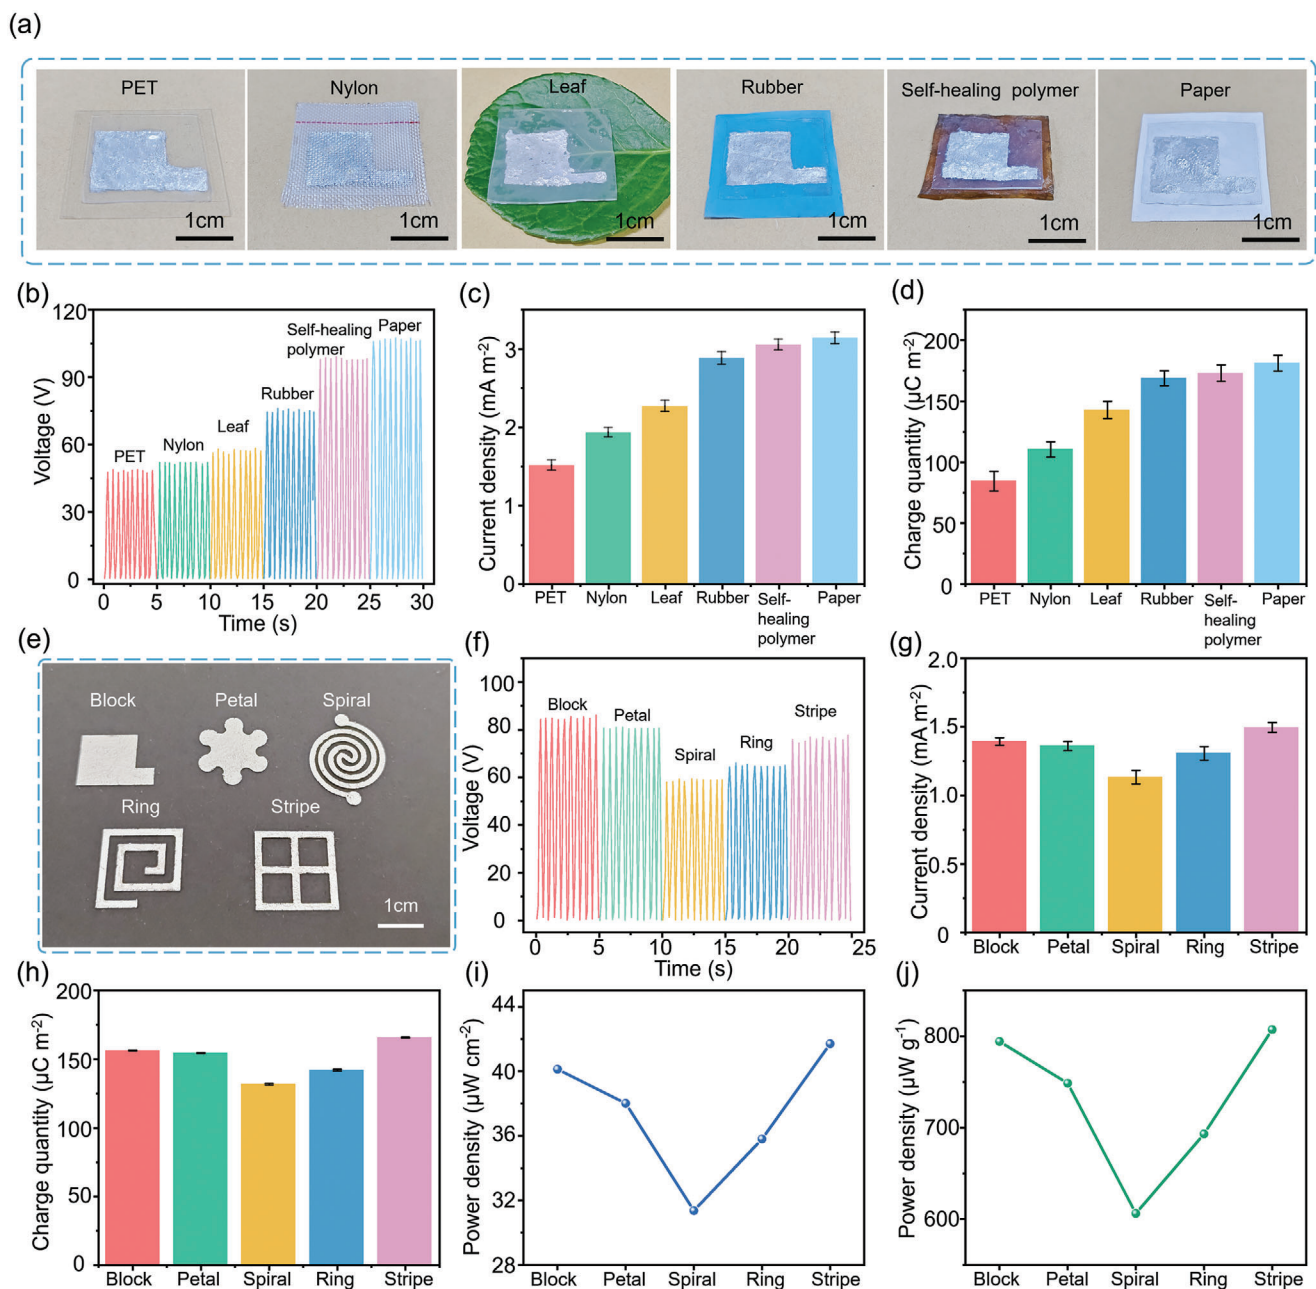 (a)
PET
Nylon
Leaf
Rubber
Self-healing polymer
Paper
1cm
1cm
1cm
1cm
1cm
1cm
(b)
Voltage (V)
120
90
60
30
0
PET
Nylon
Leaf
Rubber
Self-healing
polymer
Paper
0
5
10
15
20
25
30
Time (s)
(c)
Current density (mA m⁻²)
3
2
1
0
PET
Nylon
Leaf
Rubber
Self-
healing
polymer
Paper
(d)
Charge quantity (µC m⁻²)
200
150
100
50
0
PET
Nylon
Leaf
Rubber
Self-
healing
polymer
Paper
(e)
Block
Petal
Spiral
Ring
Stripe
1cm
(f)
Voltage (V)
100
80
60
40
20
0
Block
Petal
Spiral
Ring
Stripe
0
5
10
15
20
25
Time (s)
(g)
Current density (mA m⁻²)
2.0
1.5
1.0
0.5
0
Block
Petal
Spiral
Ring
Stripe
(h)
Charge quantity (µC m⁻²)
200
150
100
50
0
Block
Petal
Spiral
Ring
Stripe
(i)
Power density (µW cm⁻²)
44
40
36
32
28
Block
Petal
Spiral
Ring
Stripe
(j)
Power density (µW g⁻¹)
800
700
600
Block
Petal
Spiral
Ring
Stripe